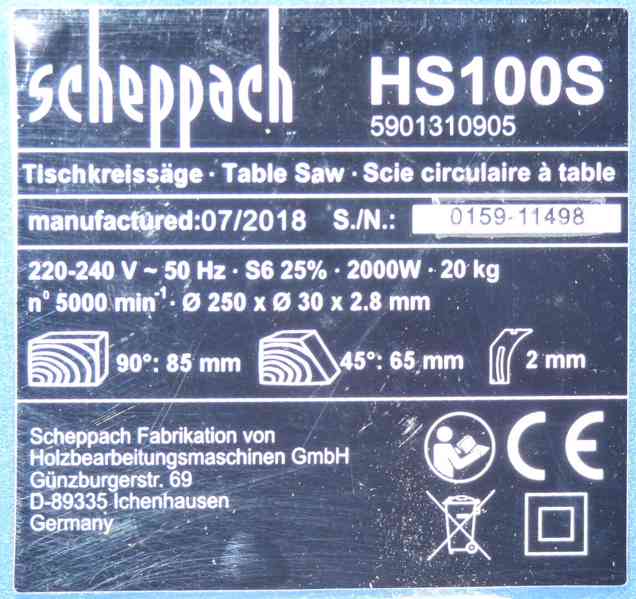 scheppach
HS100S
5901310905
Tischkreissäge · Table Saw · Scie circulaire à table
manufactured:07/2018 S./N.: 0159-11498
220-240 V ~ 50 Hz · S6 25% · 2000W · 20 kg
n° 5000 min⁻¹· Ø 250 x Ø 30 x 2.8 mm
90°: 85 mm 45°: 65 mm 2 mm
Scheppach Fabrikation von
Holzbearbeitungsmaschinen GmbH
Günzburgerstr. 69
D-89335 Ichenhausen
Germany
CE